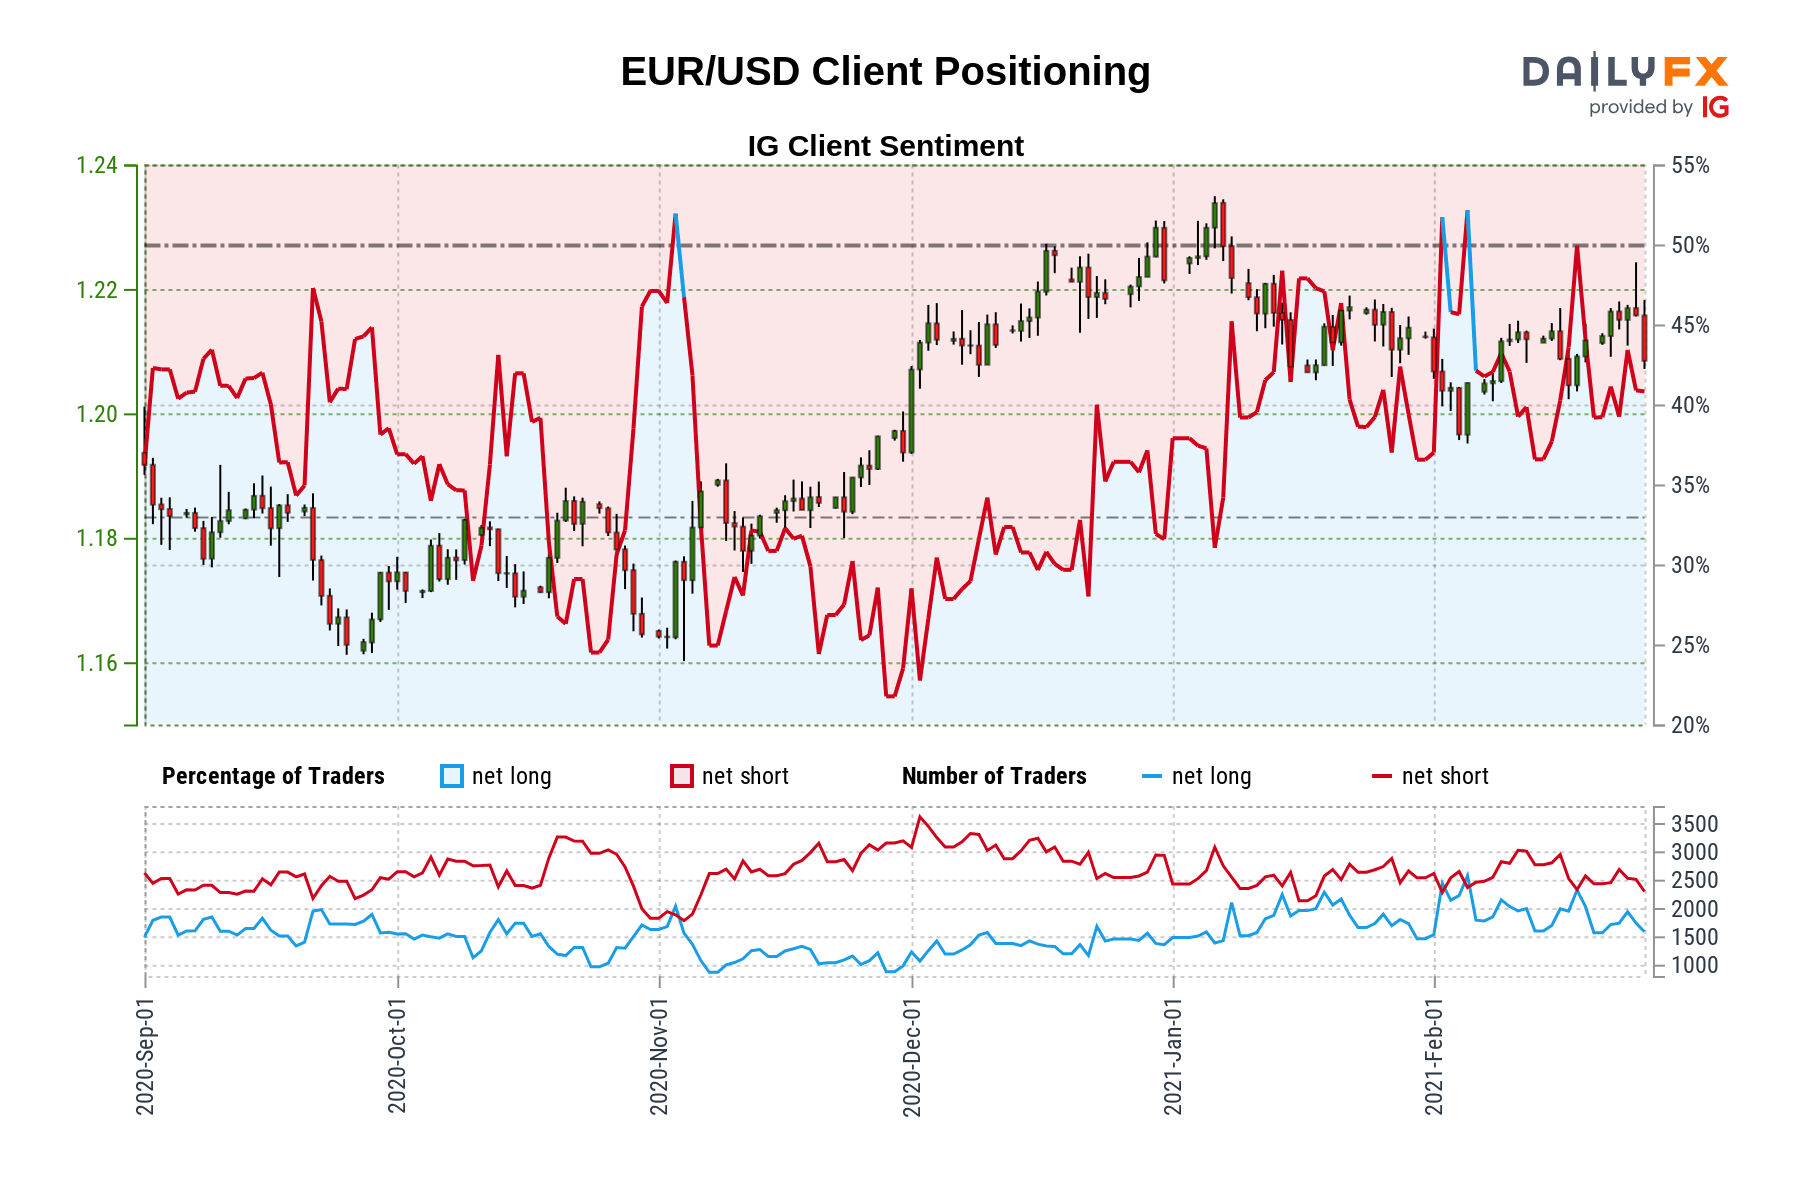 EUR/USD Client Positioning
DAILYFX
provided by IG
IG Client Sentiment
1.24
1.22
1.20
1.18
1.16
55%
50%
45%
40%
35%
30%
25%
20%
Percentage of Traders net long net short Number of Traders net long net short
3500
3000
2500
2000
1500
1000
2020-Sep-01
2020-Oct-01
2020-Nov-01
2020-Dec-01
2021-Jan-01
2021-Feb-01